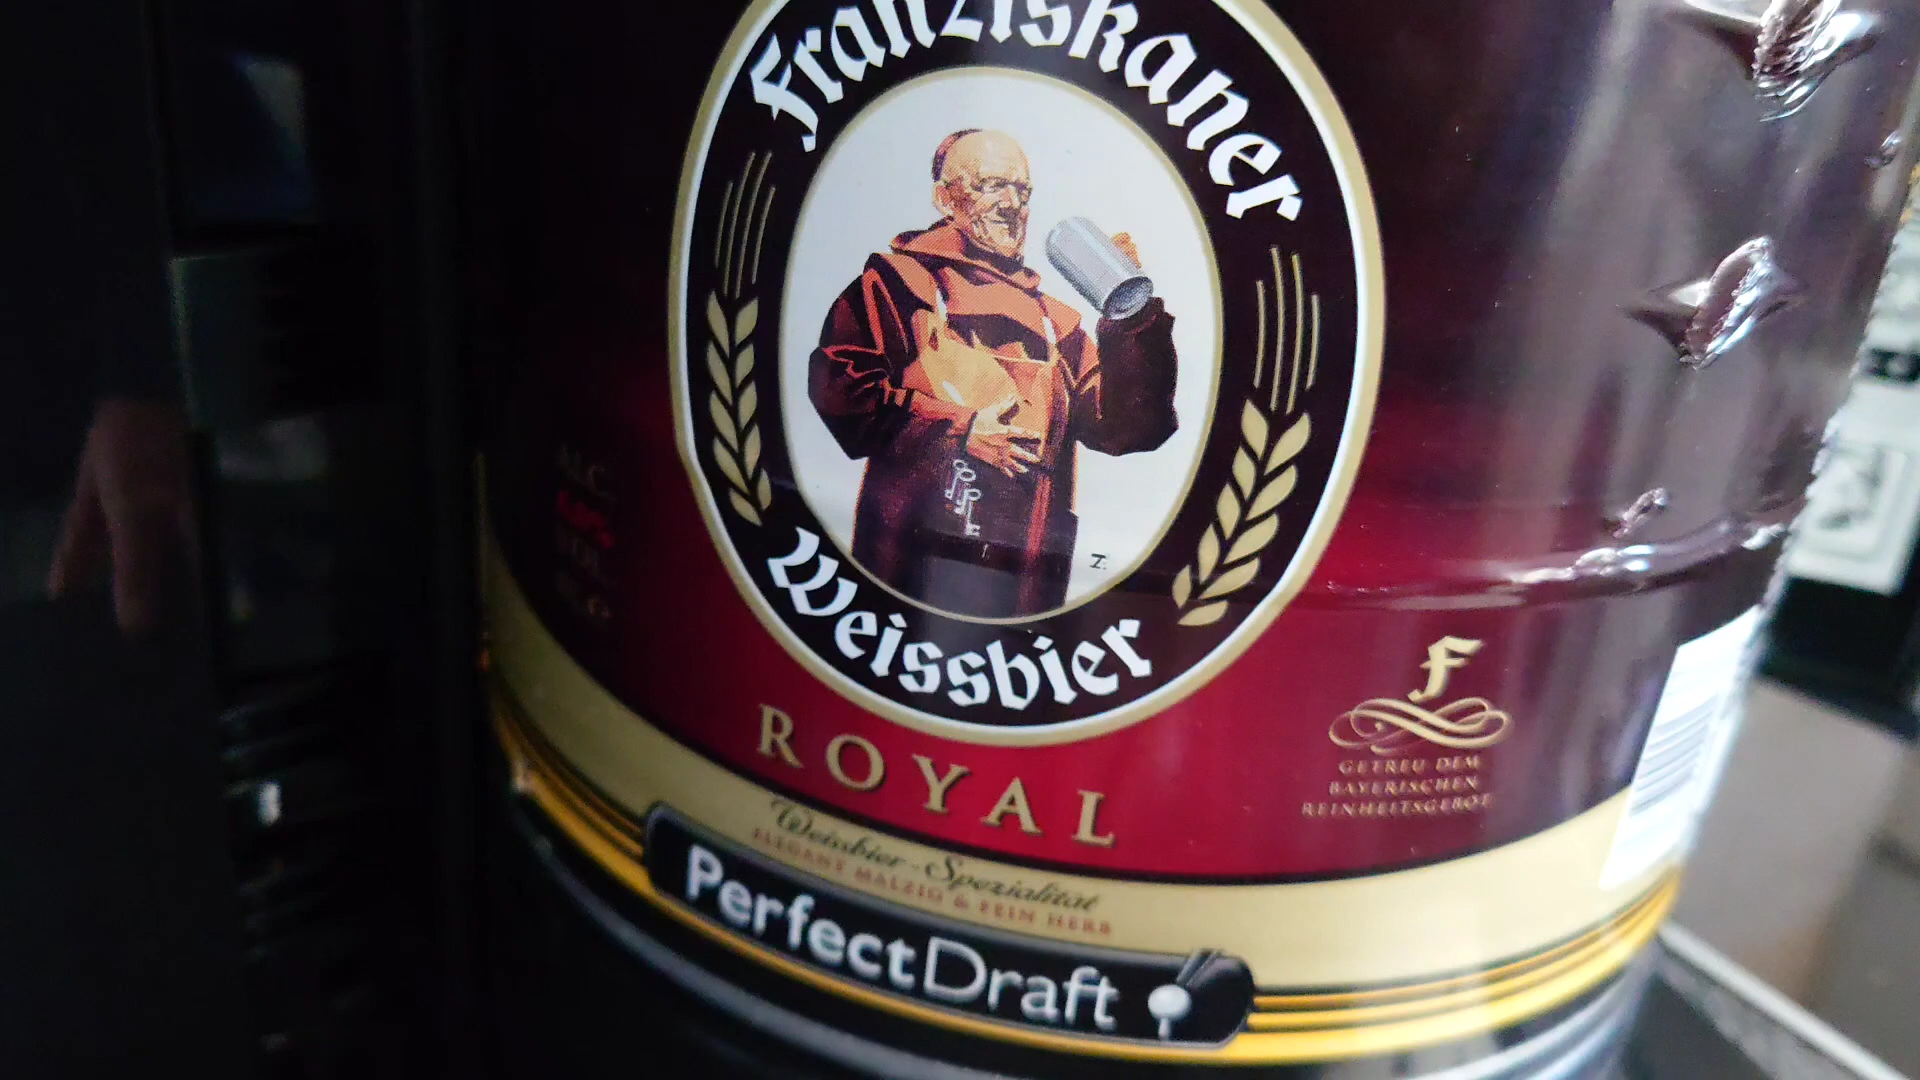 Franziskaner
Weissbier
ROYAL
Weissbier-Spezialität
ELEGANT MALZIG & FEIN HERB
PerfectDraft
F
GETREU DEM
BAYERISCHEN
REINHEITSGEBOT